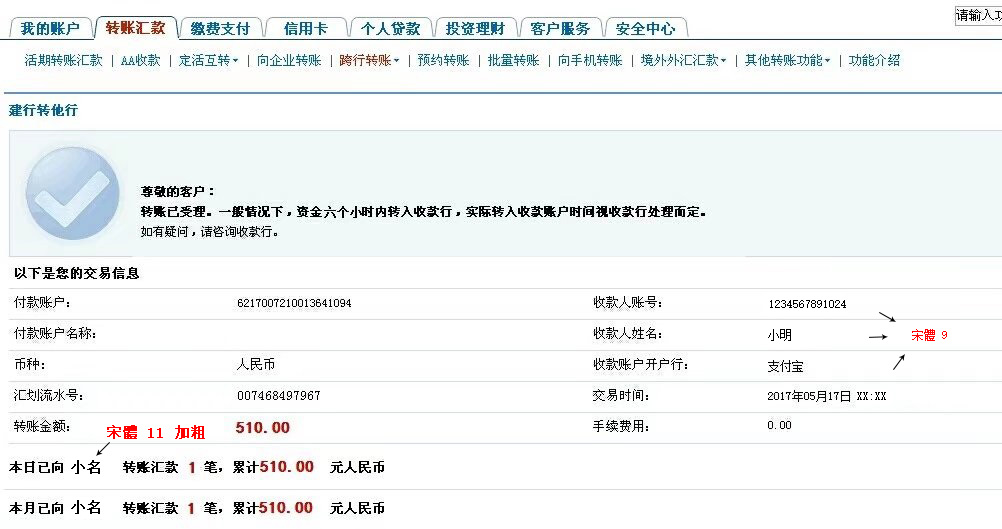 我的账户 转账汇款 缴费支付 信用卡 个人贷款 投资理财 客户服务 安全中心 请输入
活期转账汇款 | AA收款 | 定活互转 | 向企业转账 | 跨行转账 | 预约转账 | 批量转账 | 向手机转账 | 境外外汇汇款 | 其他转账功能 | 功能介绍
建行转他行
尊敬的客户：
转账已受理。一般情况下，资金六个小时内转入收款行，实际转入收款账户时间视收款行处理而定。
如有疑问，请咨询收款行。
以下是您的交易信息
付款账户： 6217007210013641094 收款人账号： 1234567891024
付款账户名称： 收款人姓名： 小明 宋體 9
币种： 人民币 收款账户开户行： 支付宝
汇划流水号： 007468497967 交易时间： 2017年05月17日 XX:XX
转账金额： 510.00 手续费用： 0.00
宋體 11 加粗
本日已向 小名 转账汇款 1 笔，累计510.00 元人民币
本月已向 小名 转账汇款 1 笔，累计510.00 元人民币